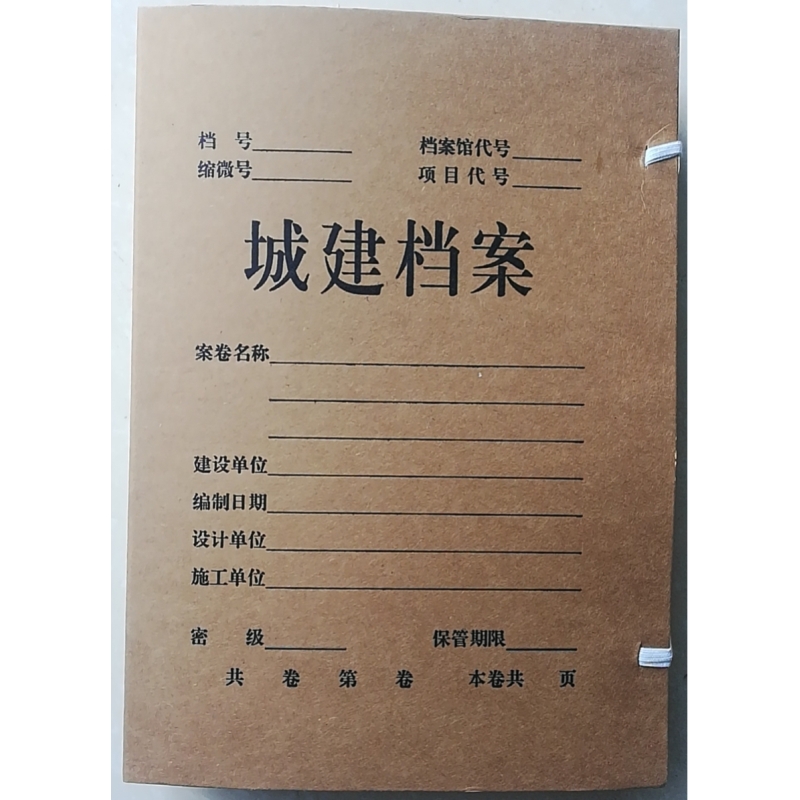 档 号 档案馆代号
缩微号 项目代号
城建档案
案卷名称
建设单位
编制日期
设计单位
施工单位
密 级 保管期限
共 卷 第 卷 本卷共 页